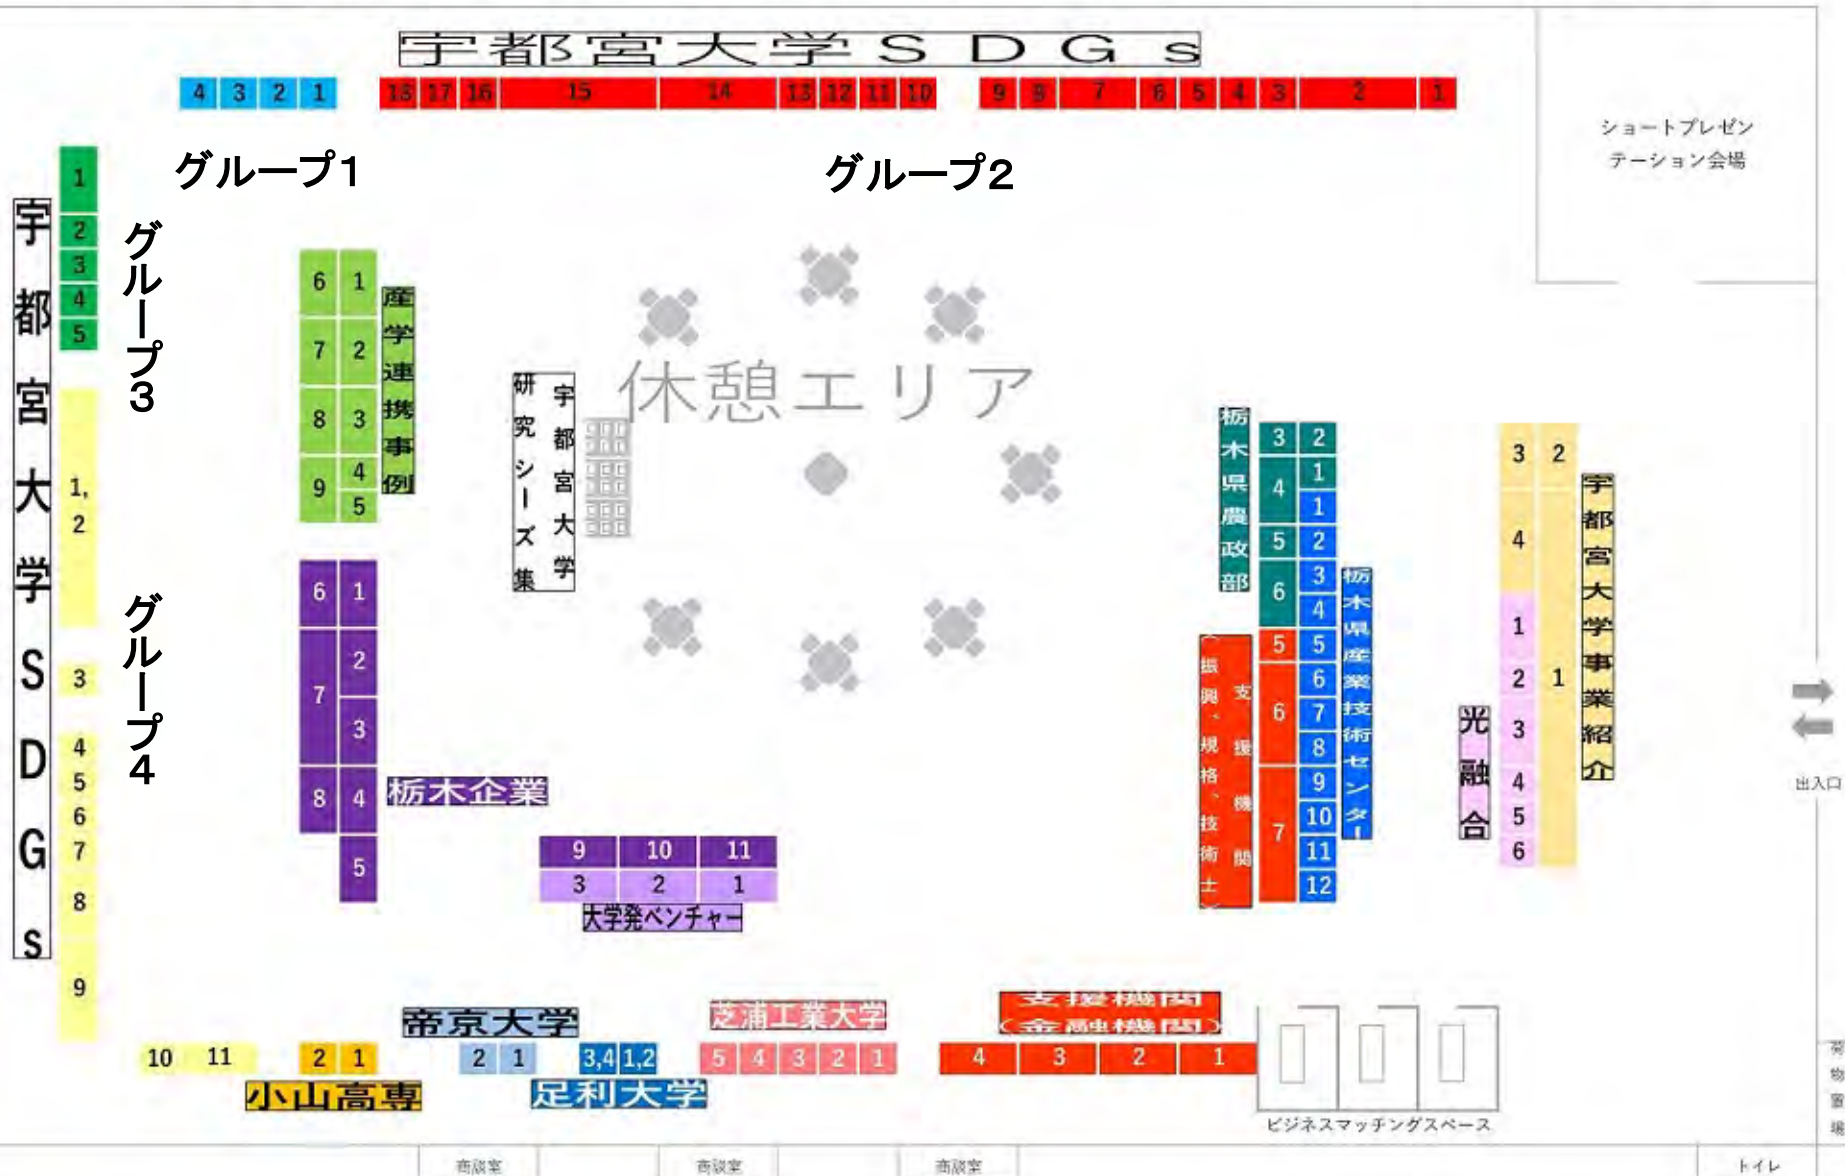 宇都宮大学SDGs
4 3 2 1
18 17 16 15 14 13 12 11 10
9 8 7 6 5 4 3 2 1
ショートプレゼン
テーション会場
グループ1
グループ2
宇都宮大学SDGs
1
2
3
4
5
グループ3
1,
2
3
4
5
6
7
8
9
10 11
グループ4
6 1
7 2
8 3
9 4
5
産学連携事例
休憩エリア
宇都宮大学
研究シーズ集
6 1
7 2
3
8 4
5
栃木企業
9 10 11
3 2 1
大学発ベンチャー
栃木県農政部
3 2
4 1
5
6
1
2
3
4
5
6
7
8
9
10
11
12
栃木県産業技術センター
5
6
7
支援機関
(振興、規格、技術士)
3 2
4 1
宇都宮大学事業紹介
1
2
3
4
5
6
光融合
出入口
2 1
小山高専
帝京大学
2 1
3,4 1,2
足利大学
芝浦工業大学
5 4 3 2 1
支援機関
(金融機関)
4 3 2 1
ビジネスマッチングスペース
荷物置場
商談室
商談室
商談室
トイレ